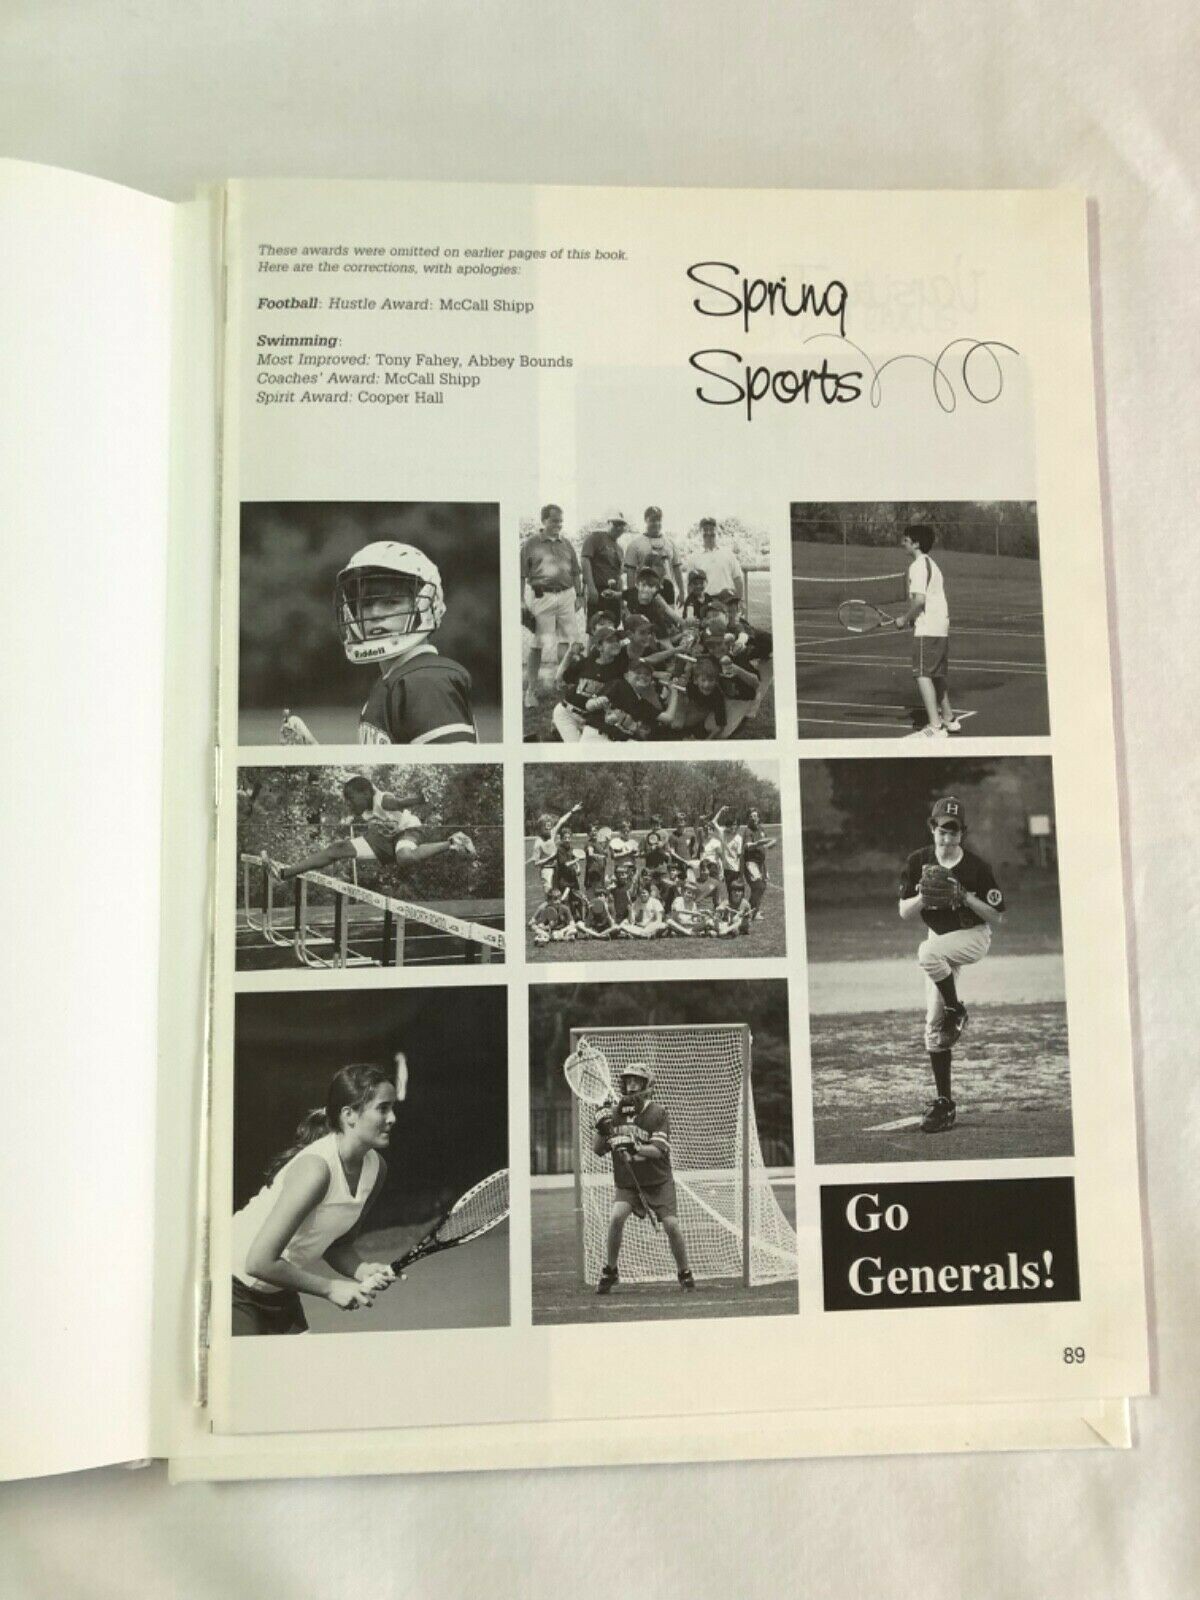 These awards were omitted on earlier pages of this book.
Here are the corrections, with apologies:
Football: Hustle Award: McCall Shipp
Swimming:
Most Improved: Tony Fahey, Abbey Bounds
Coaches' Award: McCall Shipp
Spirit Award: Cooper Hall
Spring
Sports
Riddell
H
ENSWORTH SCHOOL
Go
Generals!
89